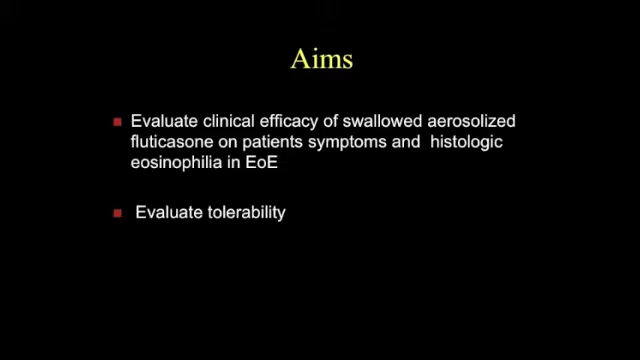 Aims
Evaluate clinical efficacy of swallowed aerosolized
fluticasone on patients symptoms and histologic
eosinophilia in EoE
Evaluate tolerability